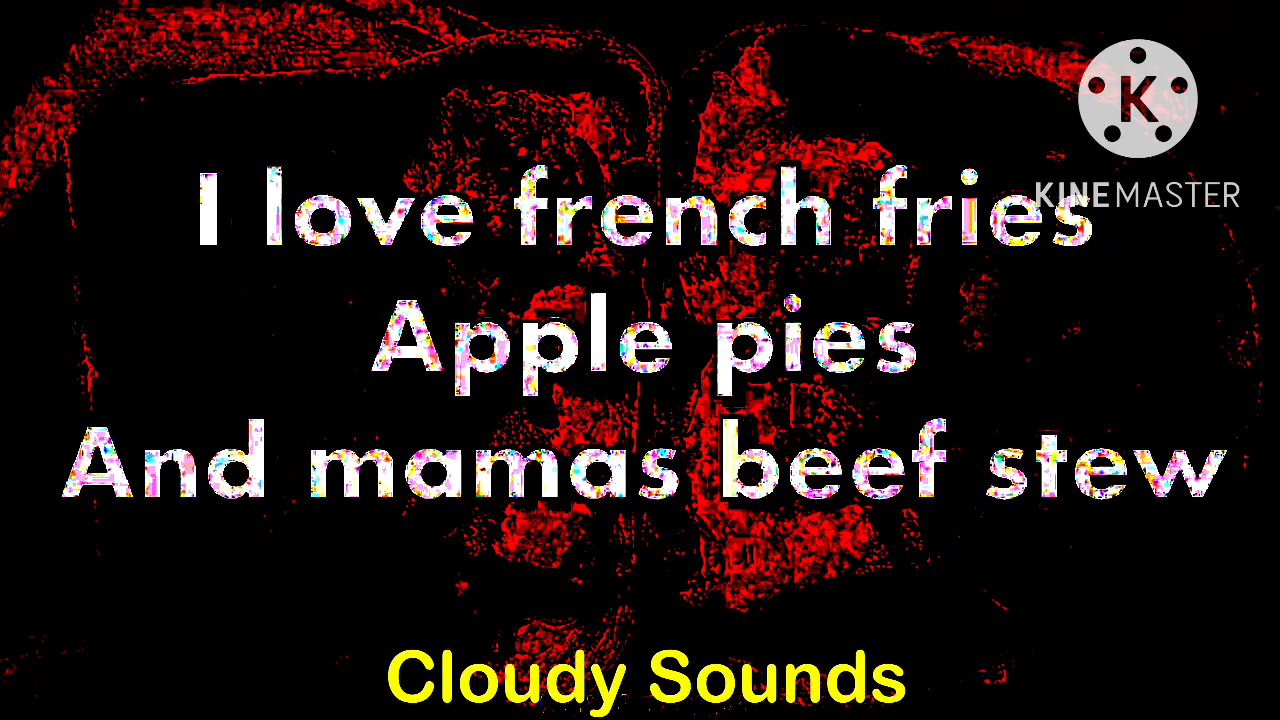 K
KINEMASTER
I love french fries
Apple pies
And mamas beef stew
Cloudy Sounds